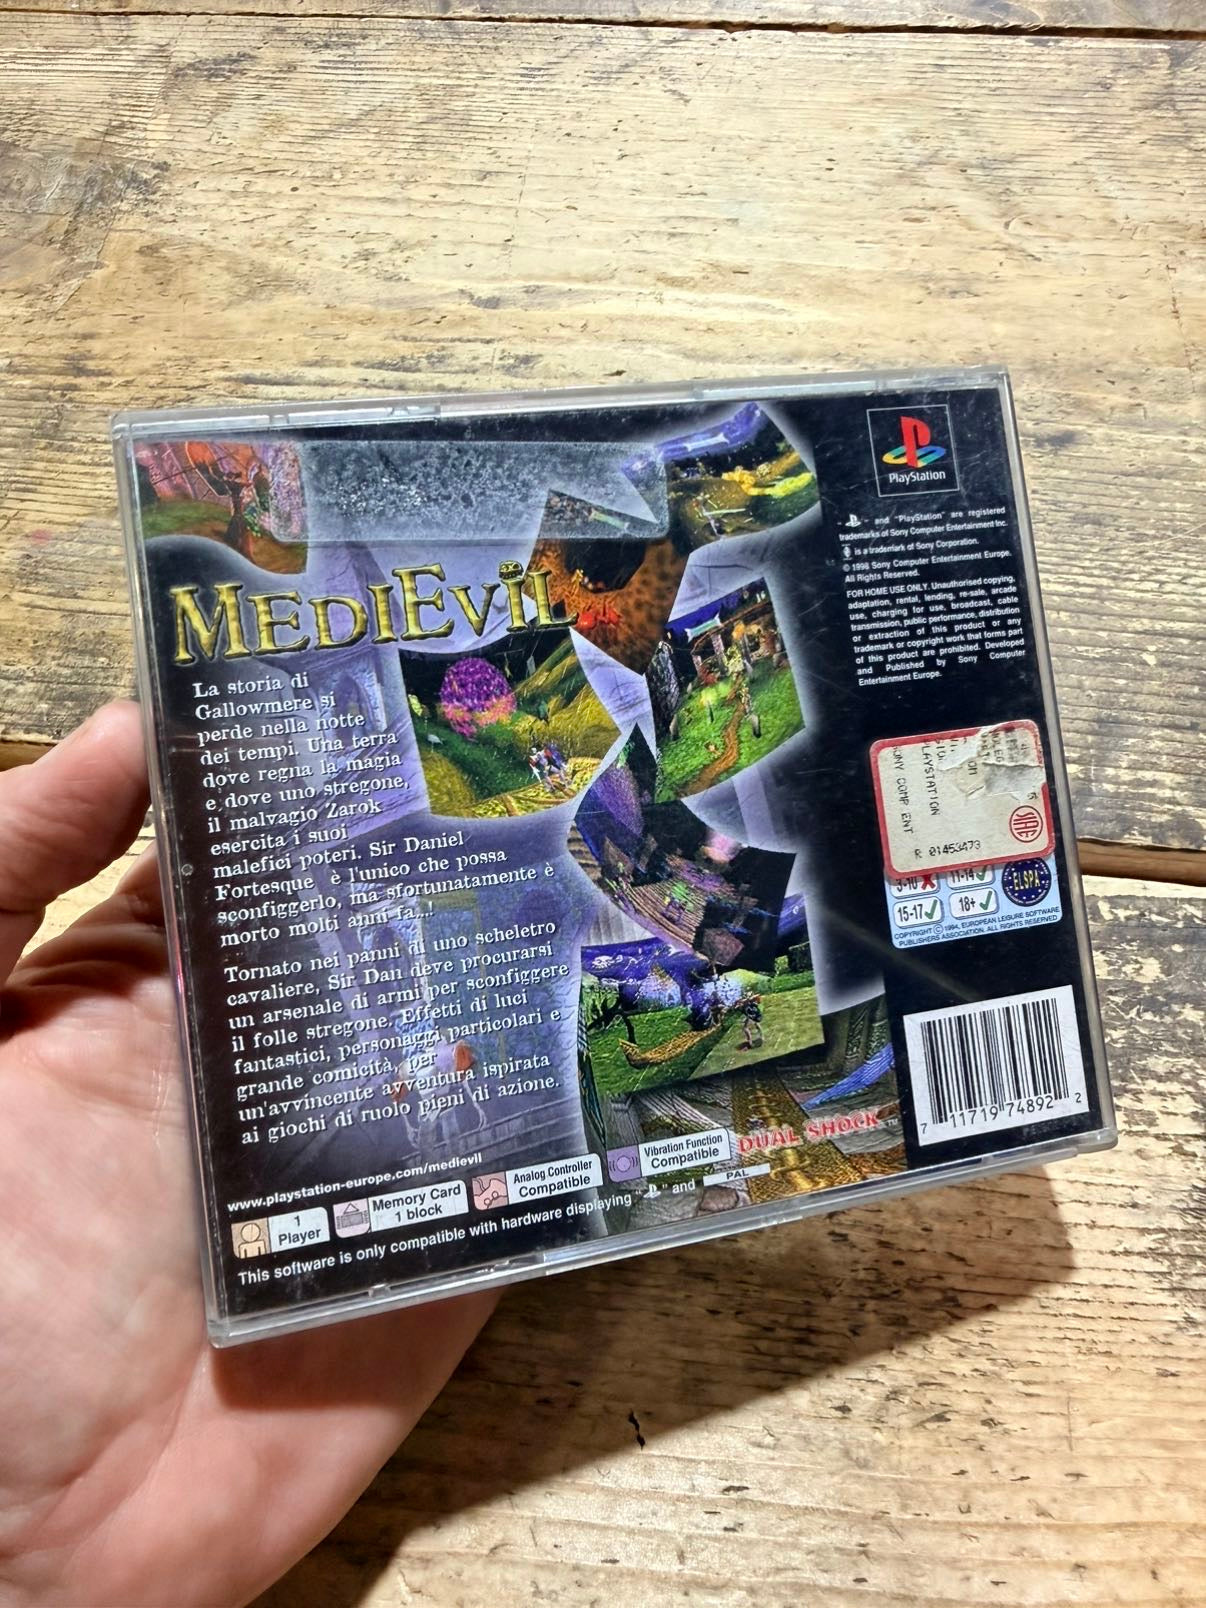 PlayStation
- and "PlayStation" are registered
trademarks of Sony Computer Entertainment Inc.
is a trademark of Sony Corporation.
© 1998 Sony Computer Entertainment Europe.
All Rights Reserved.
FOR HOME USE ONLY. Unauthorised copying,
adaptation, rental, lending, re-sale, arcade
use, charging for use, broadcast, cable
transmission, public performance, distribution
or extraction of this product or any
trademark or copyright work that forms part
of this product are prohibited. Developed
and Published by Sony Computer
Entertainment Europe.
MEDIEVIL
La storia di
Gallowmere si
perde nella notte
dei tempi. Una terra
dove regna la magia
e dove uno stregone,
il malvagio Zarok
esercita i suoi
malefici poteri. Sir Daniel
Fortesque è l'unico che possa
sconfiggerlo, ma sfortunatamente è
morto molti anni fa...!
Tornato nei panni di uno scheletro
cavaliere, Sir Dan deve procurarsi
un arsenale di armi per sconfiggere
il folle stregone. Effetti di luci
fantastici, personaggi particolari e
grande comicità, per
un'avvincente avventura ispirata
ai giochi di ruolo pieni di azione.
PLAYSTATION
SONY COMP ENT
R 01453473
3-10 11-14
15-17 18+
ELSPA
COPYRIGHT © 1994, EUROPEAN LEISURE SOFTWARE
PUBLISHERS ASSOCIATION. ALL RIGHTS RESERVED
7 11719 74892 2
www.playstation-europe.com/medievil
1
Player
Memory Card
1 block
Analog Controller
Compatible
Vibration Function
Compatible
DUAL SHOCK™
This software is only compatible with hardware displaying " " and PAL